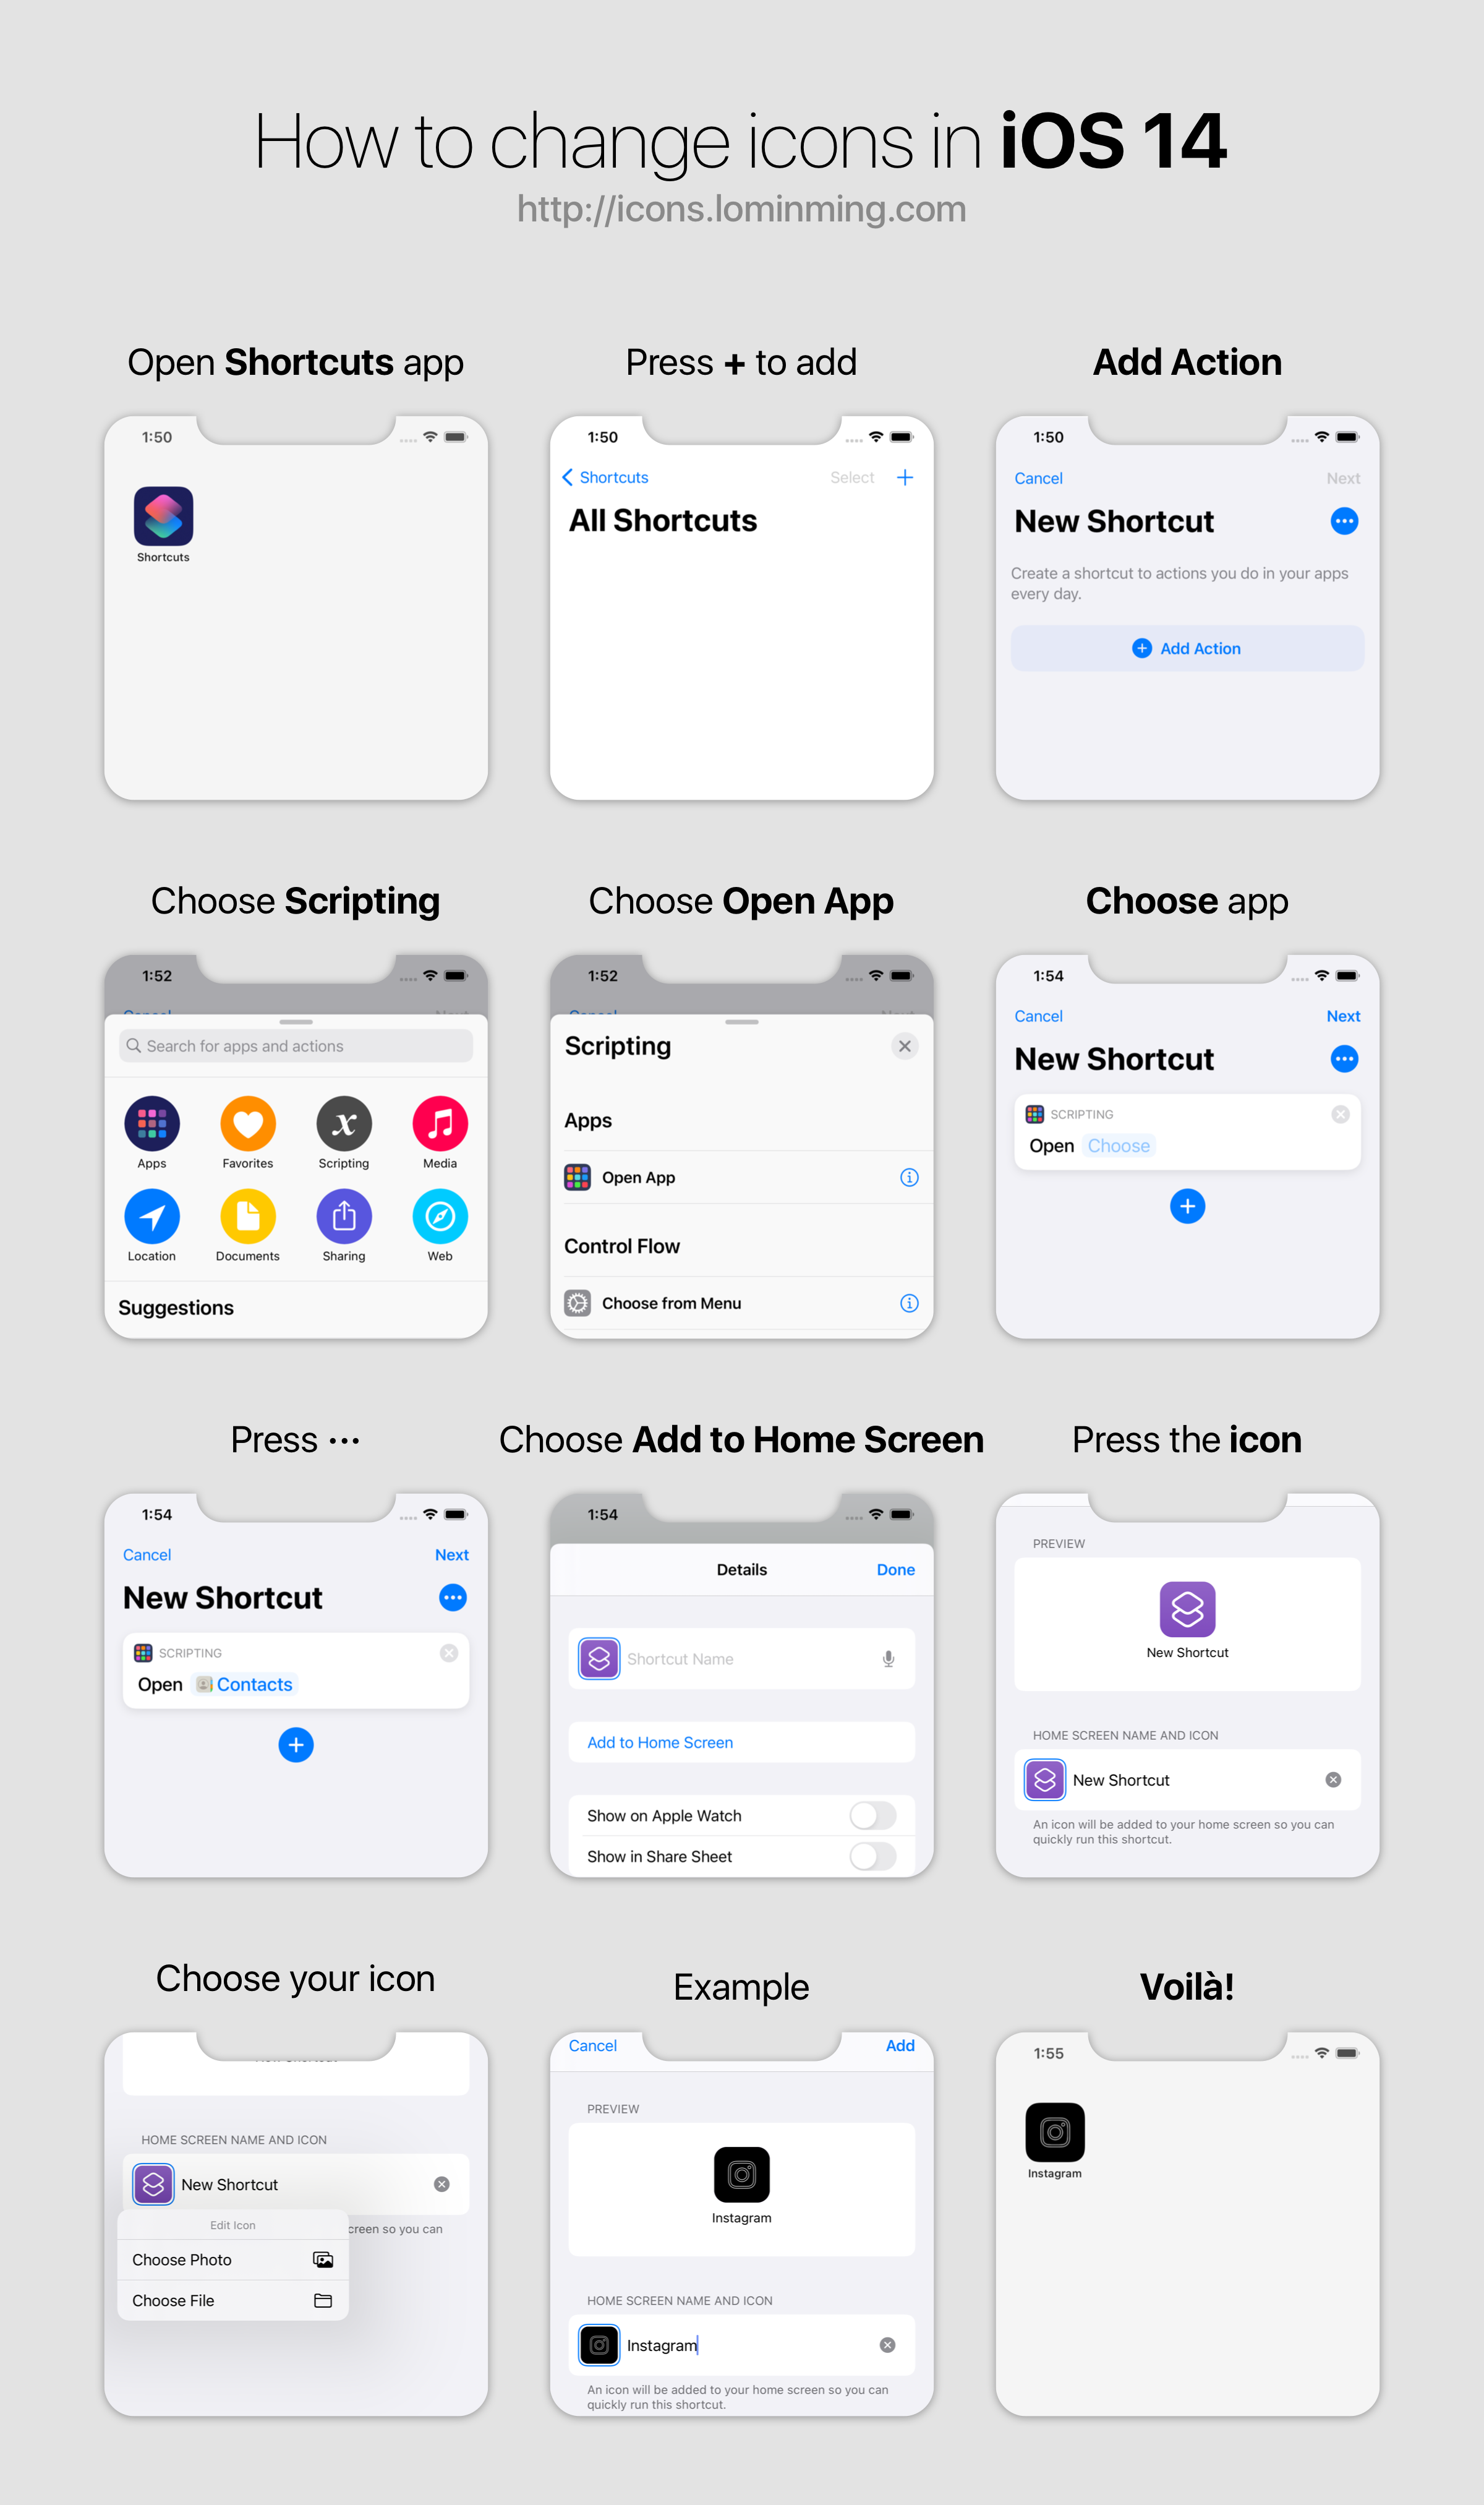 How to change icons in iOS 14
http://icons.lominming.com
Open Shortcuts app
1:50
Shortcuts
Press + to add
1:50
Shortcuts
Select
+
All Shortcuts
Add Action
1:50
Cancel
Next
New Shortcut
Create a shortcut to actions you do in your apps
every day.
Add Action
Choose Scripting
1:52
Cancel
Next
Search for apps and actions
Apps
Favorites
Scripting
Media
Location
Documents
Sharing
Web
Suggestions
Choose Open App
1:52
Cancel
Next
Scripting
Apps
Open App
Control Flow
Choose from Menu
Choose app
1:54
Cancel
Next
New Shortcut
SCRIPTING
Open Choose
Press ···
1:54
Cancel
Next
New Shortcut
SCRIPTING
Open Contacts
Choose Add to Home Screen
1:54
Details
Done
Shortcut Name
Add to Home Screen
Show on Apple Watch
Show in Share Sheet
Press the icon
PREVIEW
New Shortcut
HOME SCREEN NAME AND ICON
New Shortcut
An icon will be added to your home screen so you can
quickly run this shortcut.
Choose your icon
HOME SCREEN NAME AND ICON
New Shortcut
creen so you can
Edit Icon
Choose Photo
Choose File
Example
Cancel
Add
PREVIEW
Instagram
HOME SCREEN NAME AND ICON
Instagram
An icon will be added to your home screen so you can
quickly run this shortcut.
Voilà!
1:55
Instagram